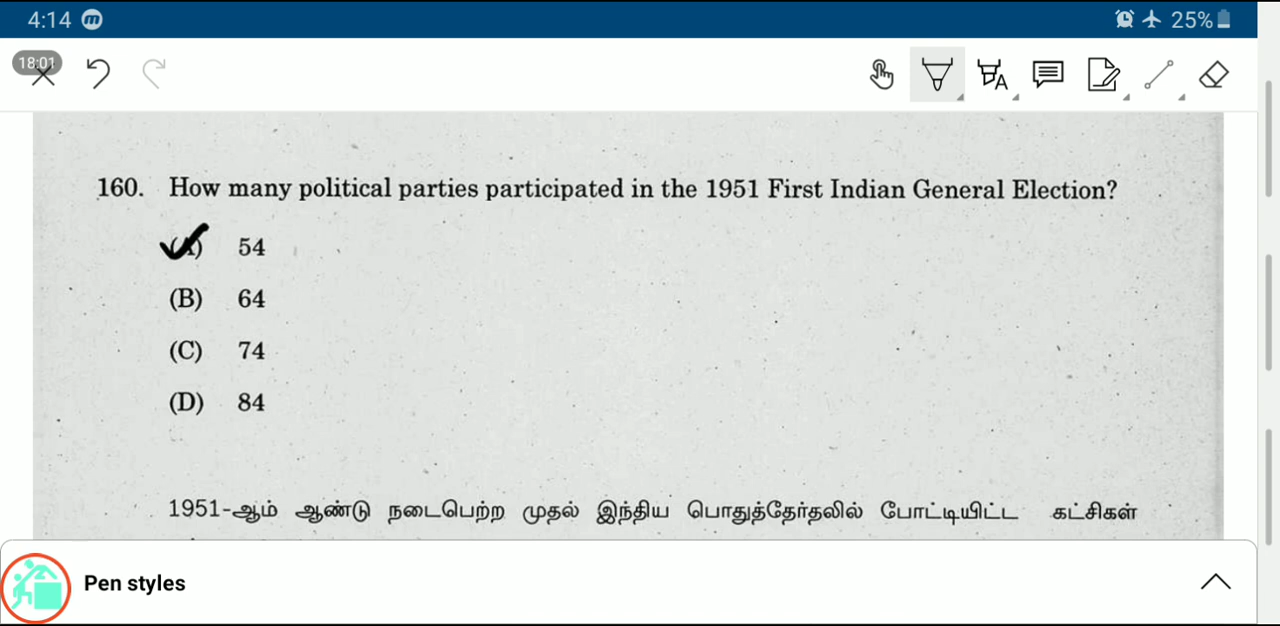 4:14 m 25%
18:01
A
160. How many political parties participated in the 1951 First Indian General Election?
(A) 54
(B) 64
(C) 74
(D) 84
1951-ஆம் ஆண்டு நடைபெற்ற முதல் இந்திய பொதுத்தேர்தலில் போட்டியிட்ட கட்சிகள்
Pen styles